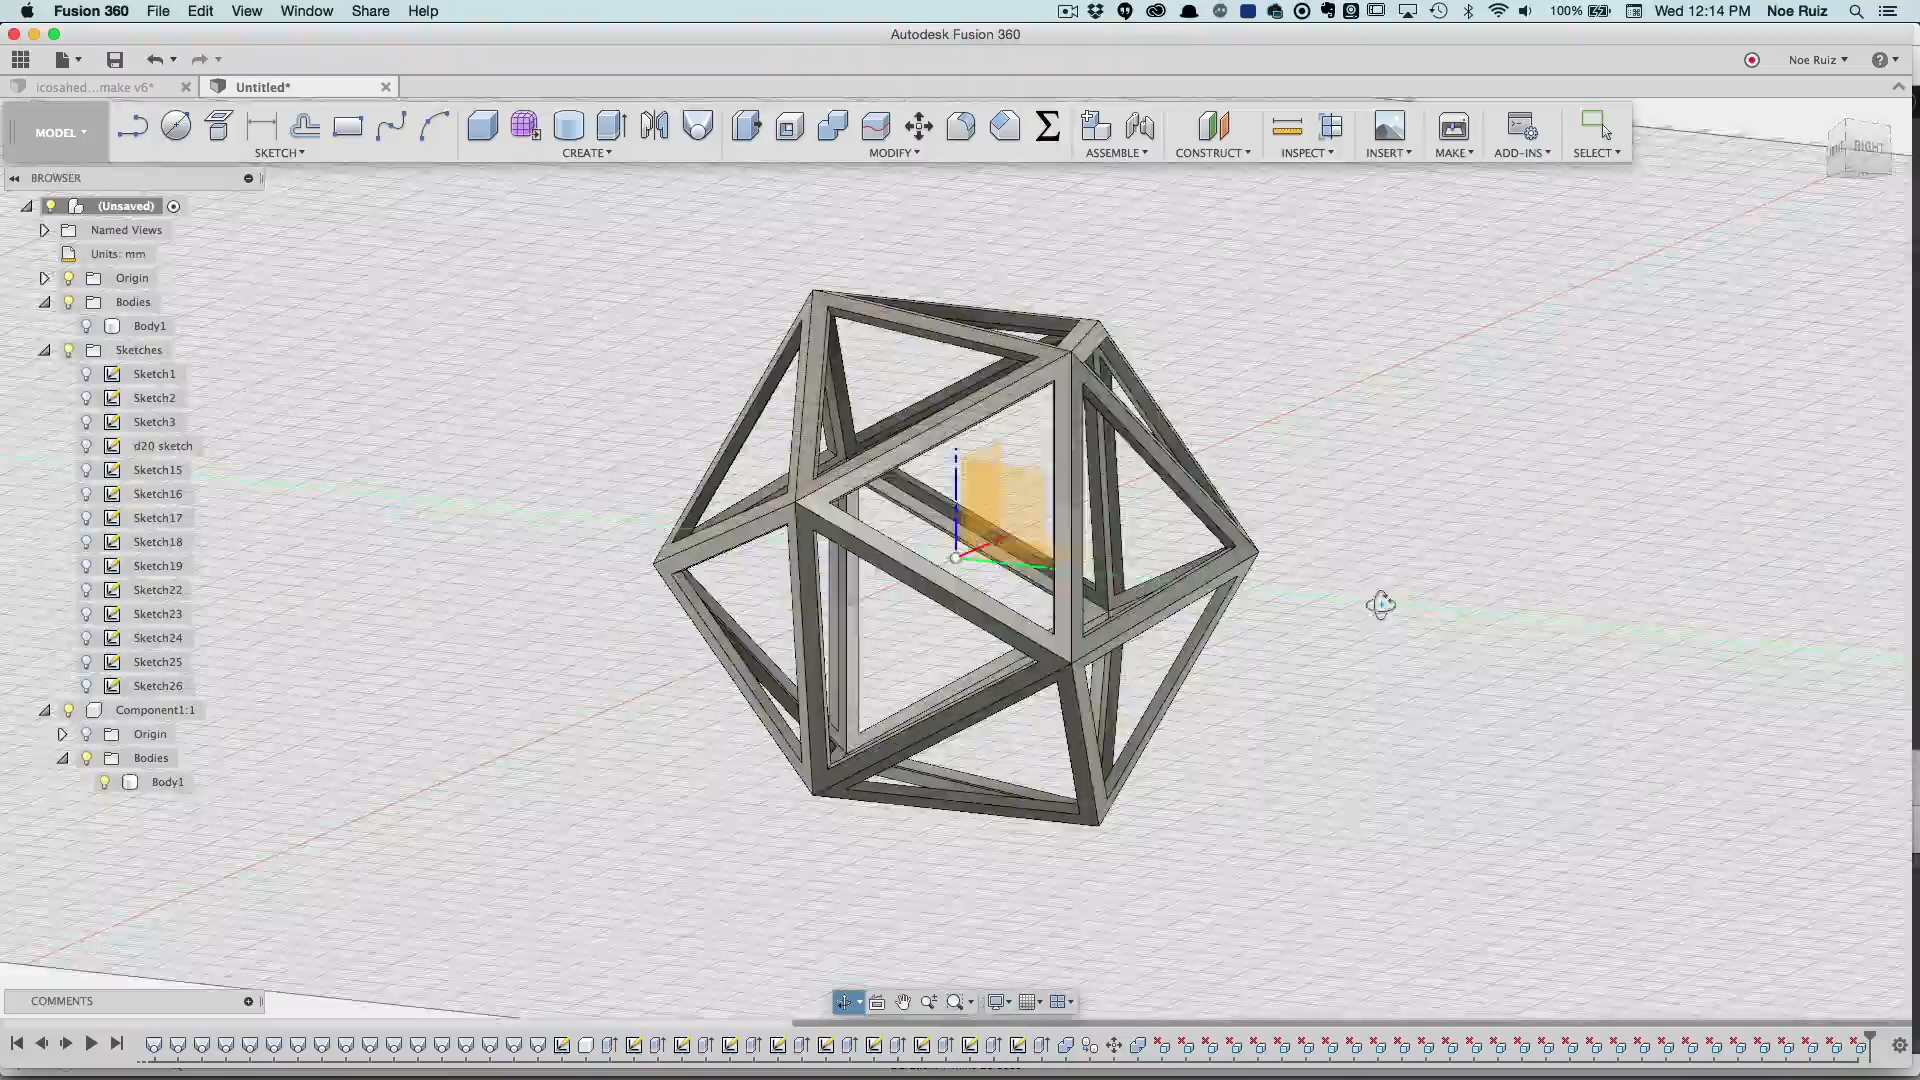 Fusion 360 File Edit View Window Share Help 100% Wed 12:14 PM Noe Ruiz
Autodesk Fusion 360
Noe Ruiz
icosahed...make v6* Untitled*
MODEL SKETCH CREATE MODIFY ASSEMBLE CONSTRUCT INSPECT INSERT MAKE ADD-INS SELECT
RIGHT
BROWSER
(Unsaved)
Named Views
Units: mm
Origin
Bodies
Body1
Sketches
Sketch1
Sketch2
Sketch3
d20 sketch
Sketch15
Sketch16
Sketch17
Sketch18
Sketch19
Sketch22
Sketch23
Sketch24
Sketch25
Sketch26
Component1:1
Origin
Bodies
Body1
COMMENTS